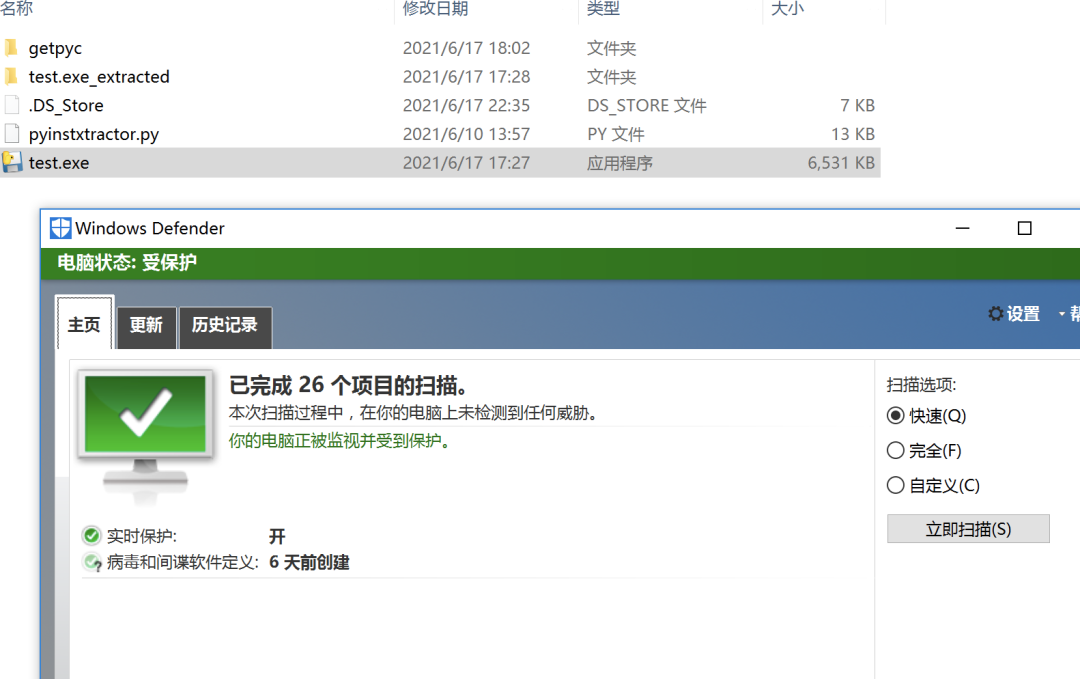 名称 修改日期 类型 大小
getpyc 2021/6/17 18:02 文件夹
test.exe_extracted 2021/6/17 17:28 文件夹
.DS_Store 2021/6/17 22:35 DS_STORE 文件 7 KB
pyinstxtractor.py 2021/6/10 13:57 PY 文件 13 KB
test.exe 2021/6/17 17:27 应用程序 6,531 KB
Windows Defender
电脑状态: 受保护
主页 更新 历史记录 设置
已完成 26 个项目的扫描。
本次扫描过程中，在你的电脑上未检测到任何威胁。
你的电脑正被监视并受到保护。
实时保护: 开
病毒和间谍软件定义: 6 天前创建
扫描选项:
快速(Q)
完全(F)
自定义(C)
立即扫描(S)